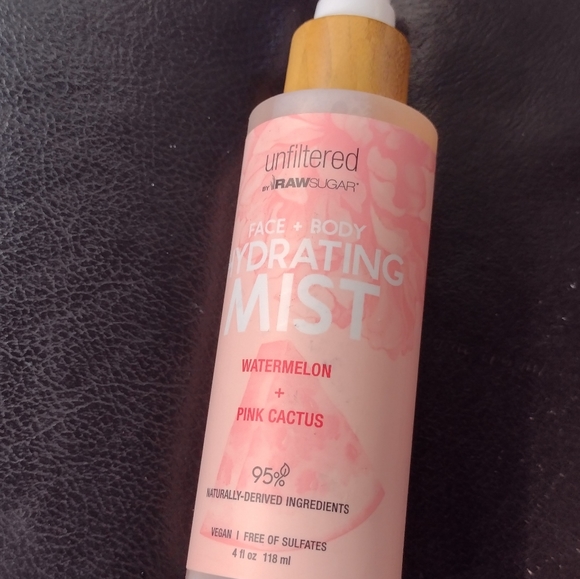 unfiltered
BY RAWSUGAR
FACE + BODY
HYDRATING
MIST
WATERMELON
+
PINK CACTUS
95%
NATURALLY-DERIVED INGREDIENTS
VEGAN | FREE OF SULFATES
4 fl oz 118 ml